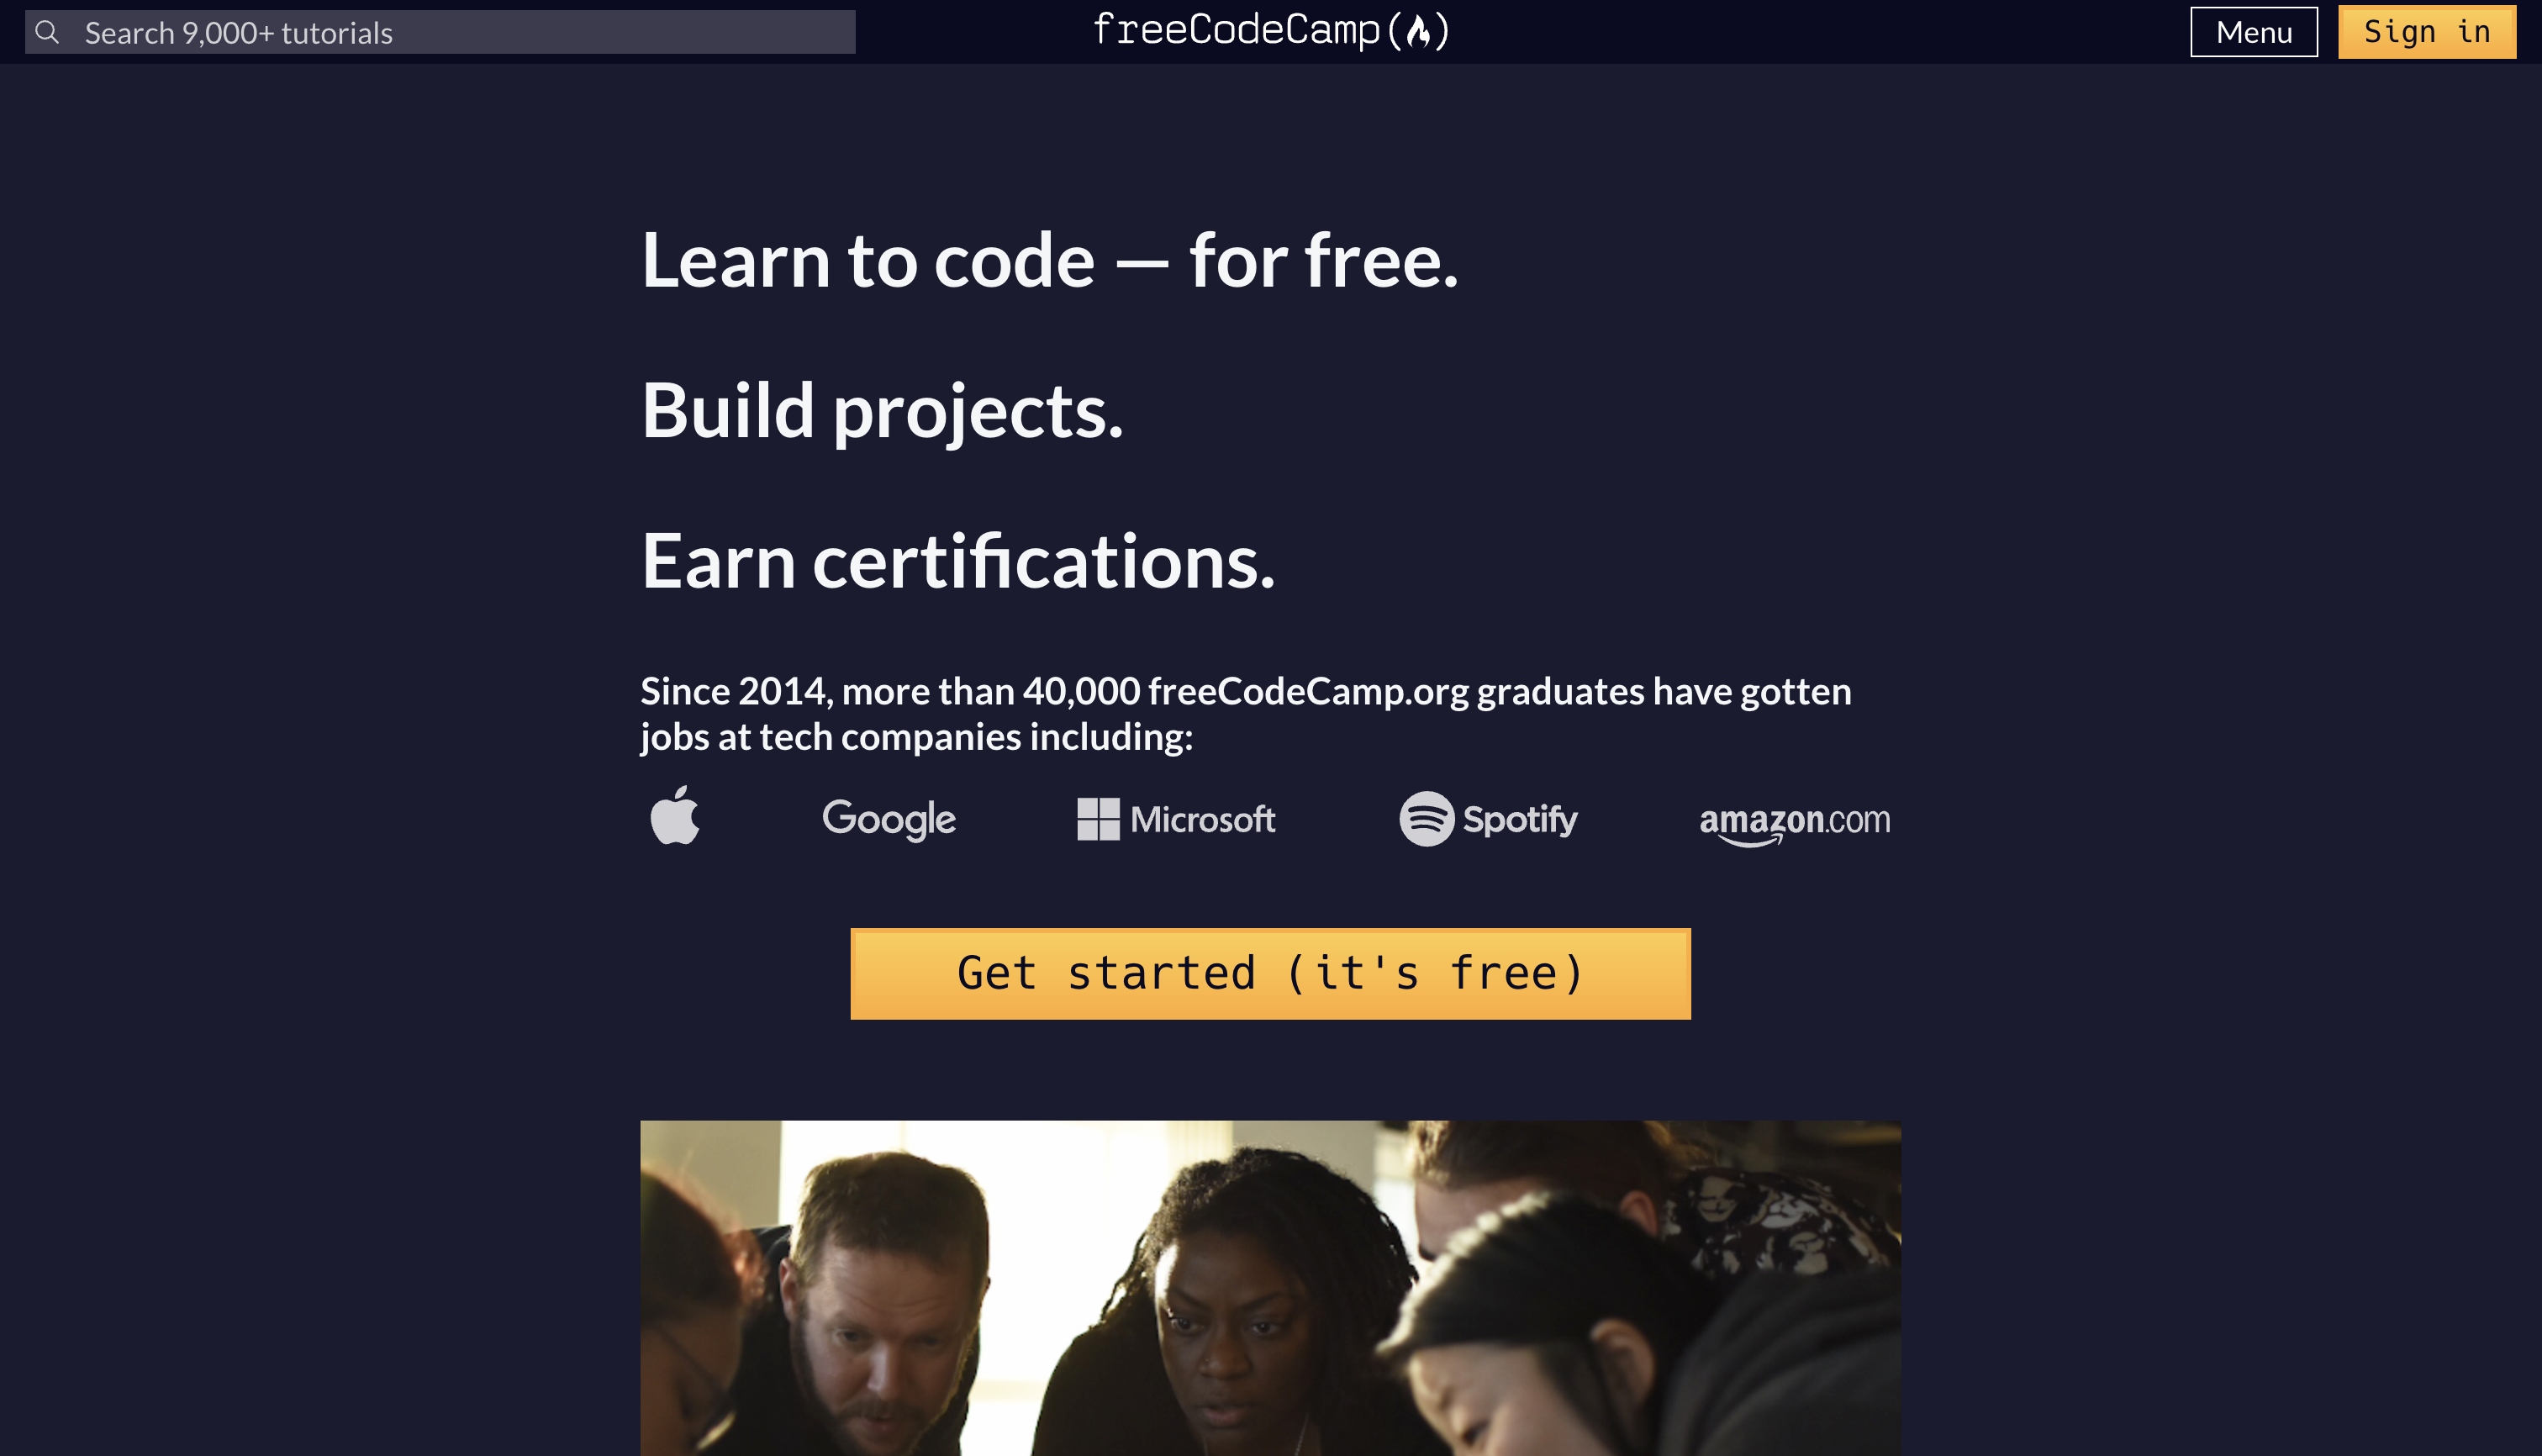 Search 9,000+ tutorials
freeCodeCamp(🔥)
Menu
Sign in
Learn to code — for free.
Build projects.
Earn certifications.
Since 2014, more than 40,000 freeCodeCamp.org graduates have gotten
jobs at tech companies including:
Google
Microsoft
Spotify
amazon.com
Get started (it's free)